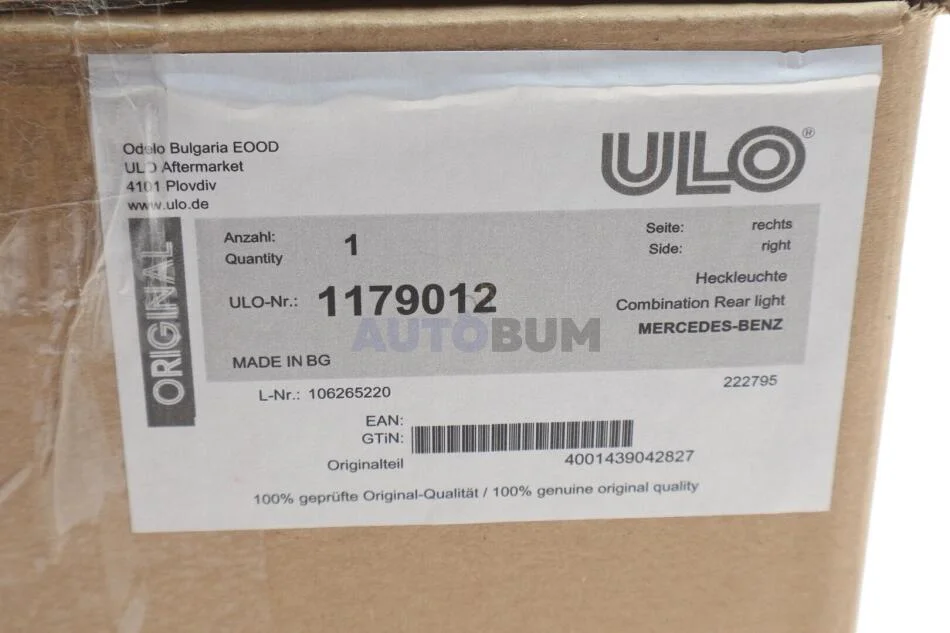 Odelo Bulgaria EOOD
ULO Aftermarket
4101 Plovdiv
www.ulo.de
ULO®
ORIGINAL
Anzahl:
Quantity
1
Seite: rechts
Side: right
ULO-Nr.: 1179012
Heckleuchte
Combination Rear light
MERCEDES-BENZ
AUTOBUM
MADE IN BG
L-Nr.: 106265220
222795
EAN:
GTiN:
Originalteil
4001439042827
100% geprüfte Original-Qualität / 100% genuine original quality